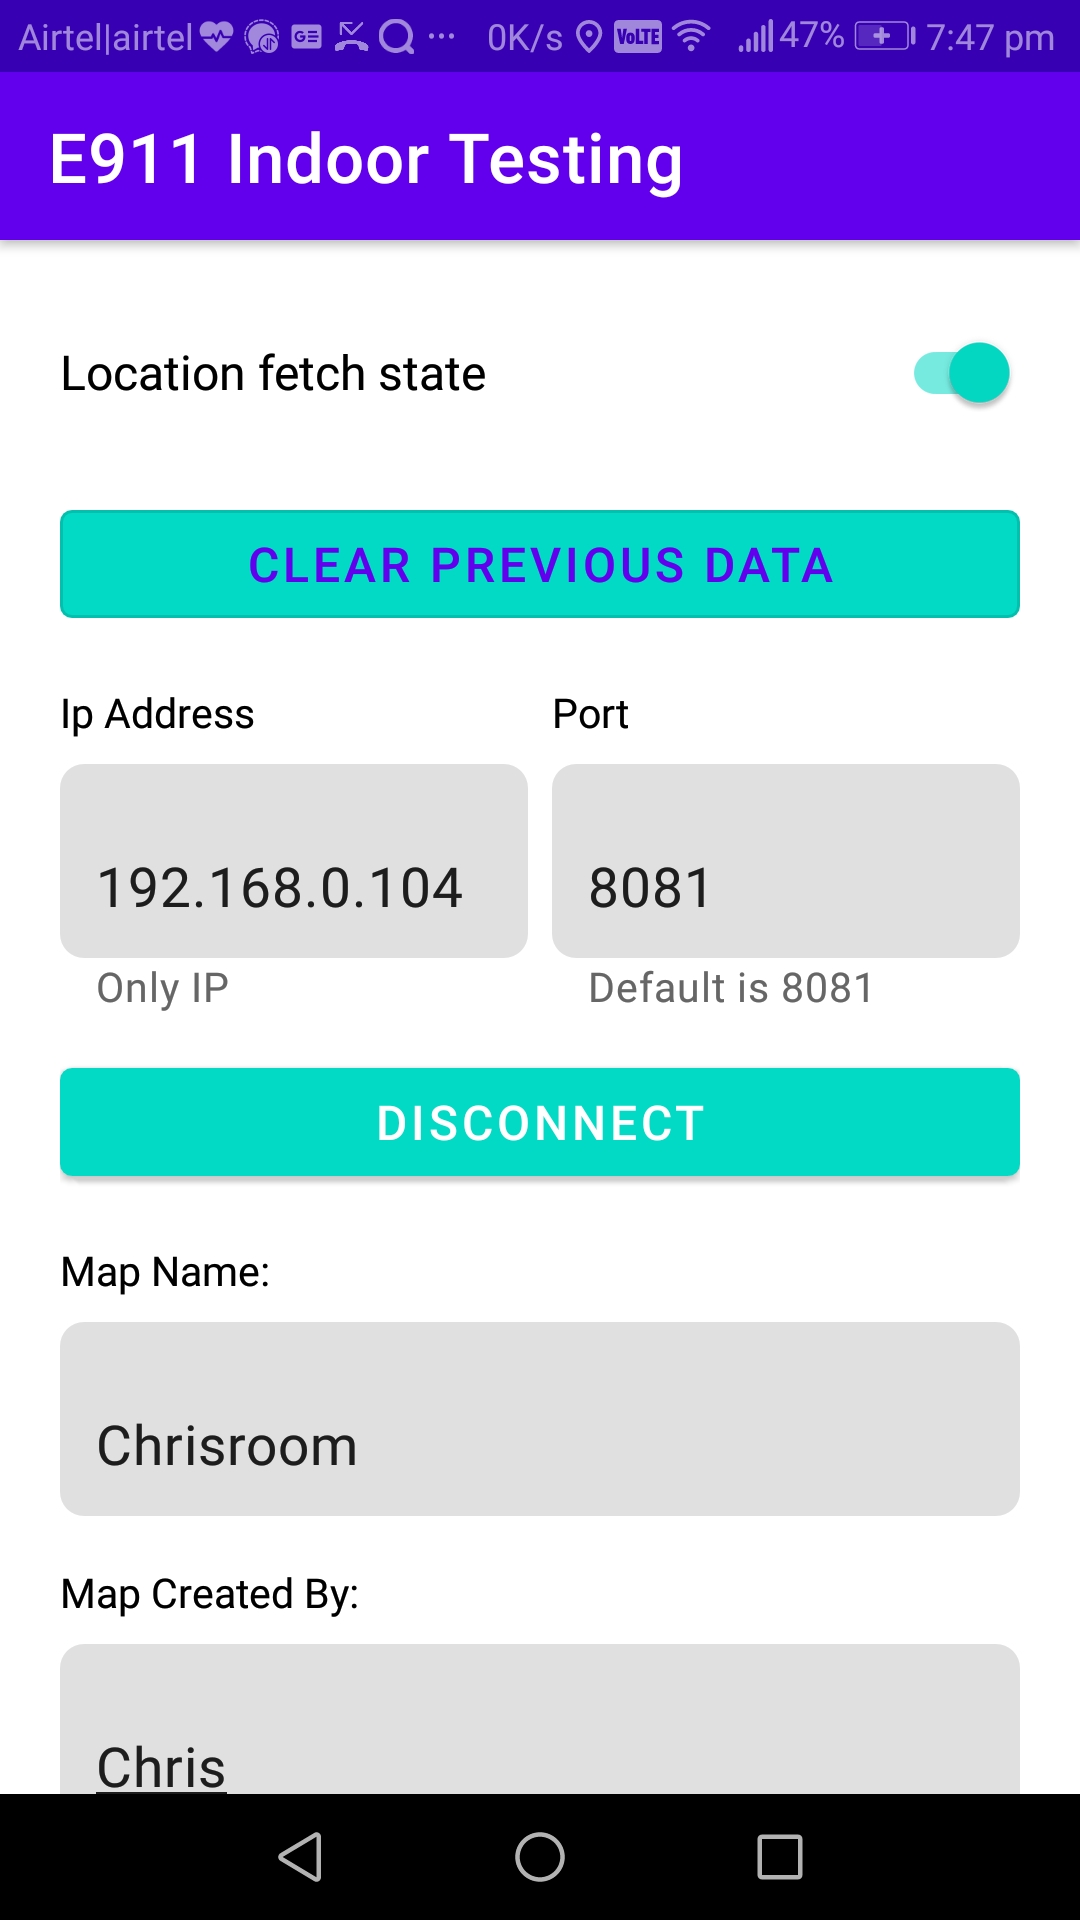 Airtel|airtel GE ··· 0K/s VoLTE 47% 7:47 pm
E911 Indoor Testing
Location fetch state
CLEAR PREVIOUS DATA
Ip Address Port
192.168.0.104 8081
Only IP Default is 8081
DISCONNECT
Map Name:
Chrisroom
Map Created By:
Chris